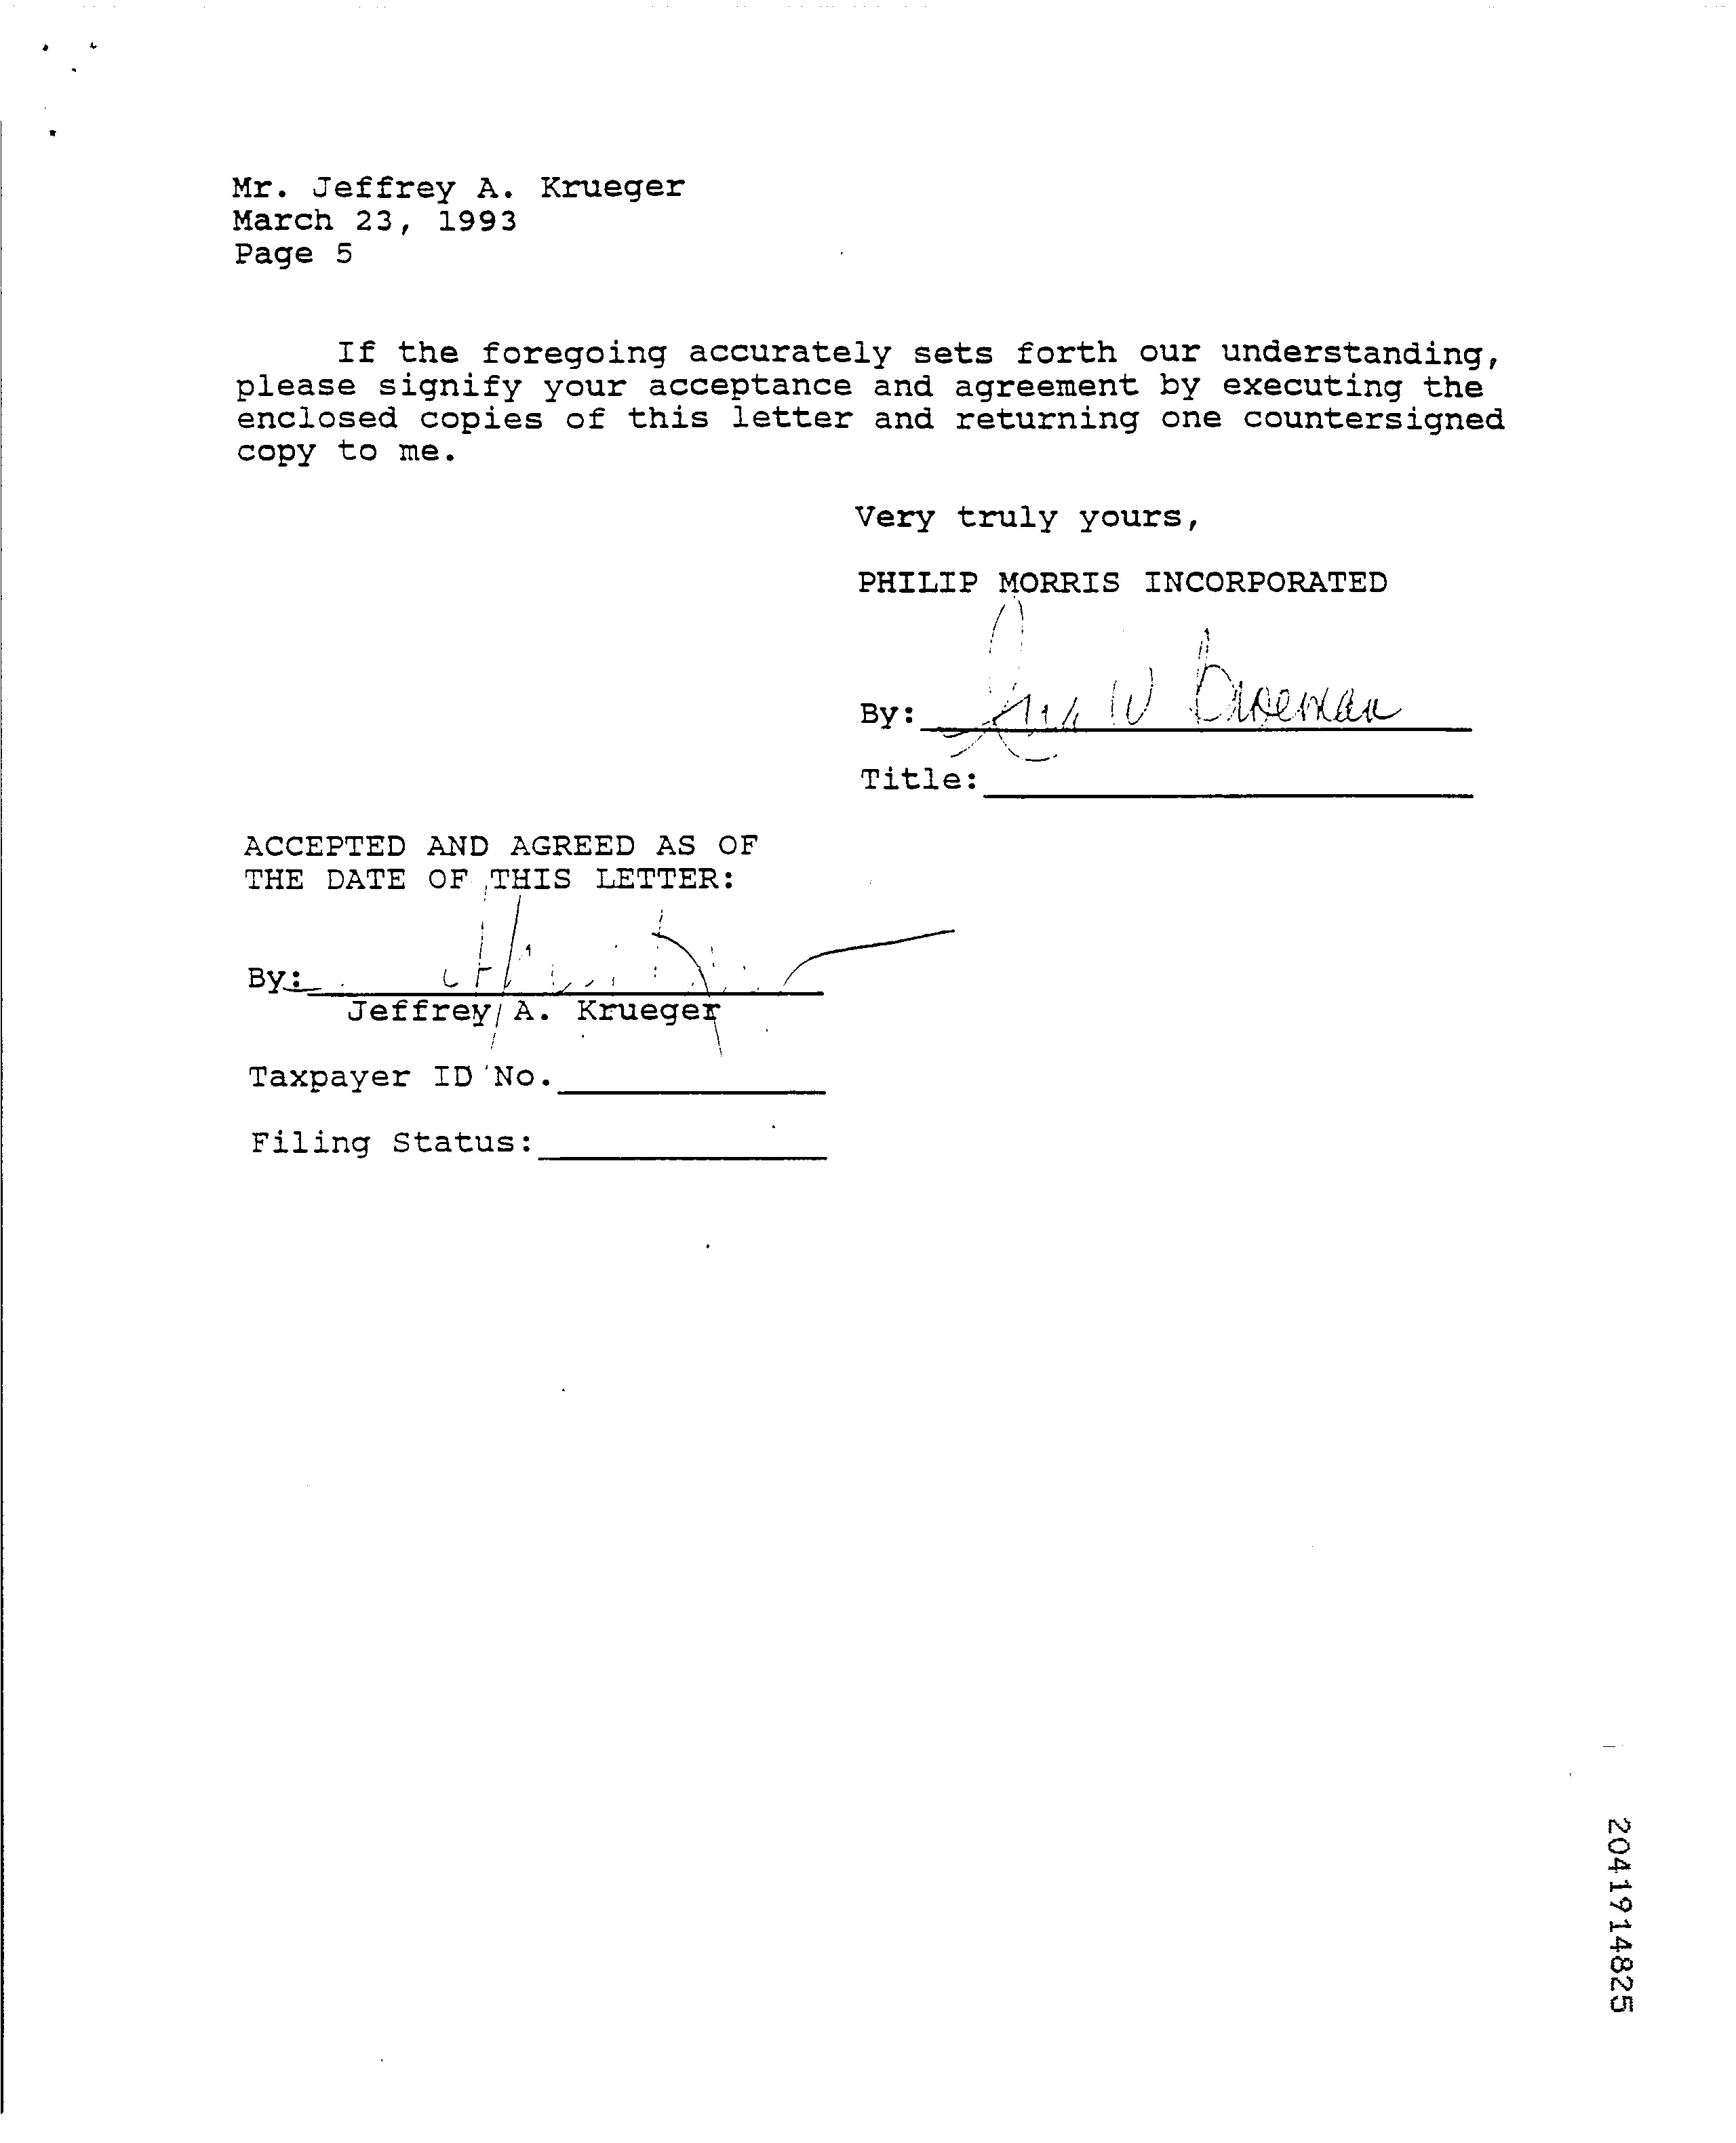 Mr. Jeffrey A. Krueger
March 23, 1993
Page 5
If the foregoing accurately sets forth our understanding,
please signify your acceptance and agreement by executing the
enclosed copies of this letter and returning one countersigned
copy to me.
Very truly yours,
PHILIP MORRIS INCORPORATED
By: W
Title:
ACCEPTED AND AGREED AS OF
THE DATE OF THIS LETTER:
By:
Jeffrey A. Krueger
Taxpayer ID No.
Filing Status:
2041914825